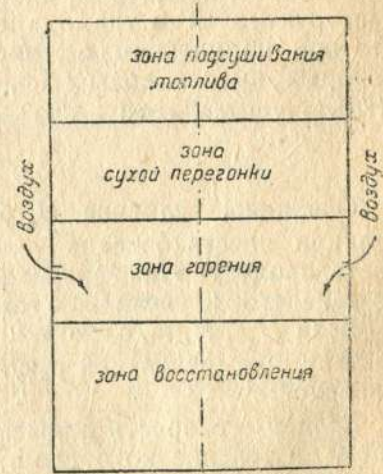 зона подсушивания
топлива
зона
сухой перегонки
воздух
воздух
зона горения
зона восстановления